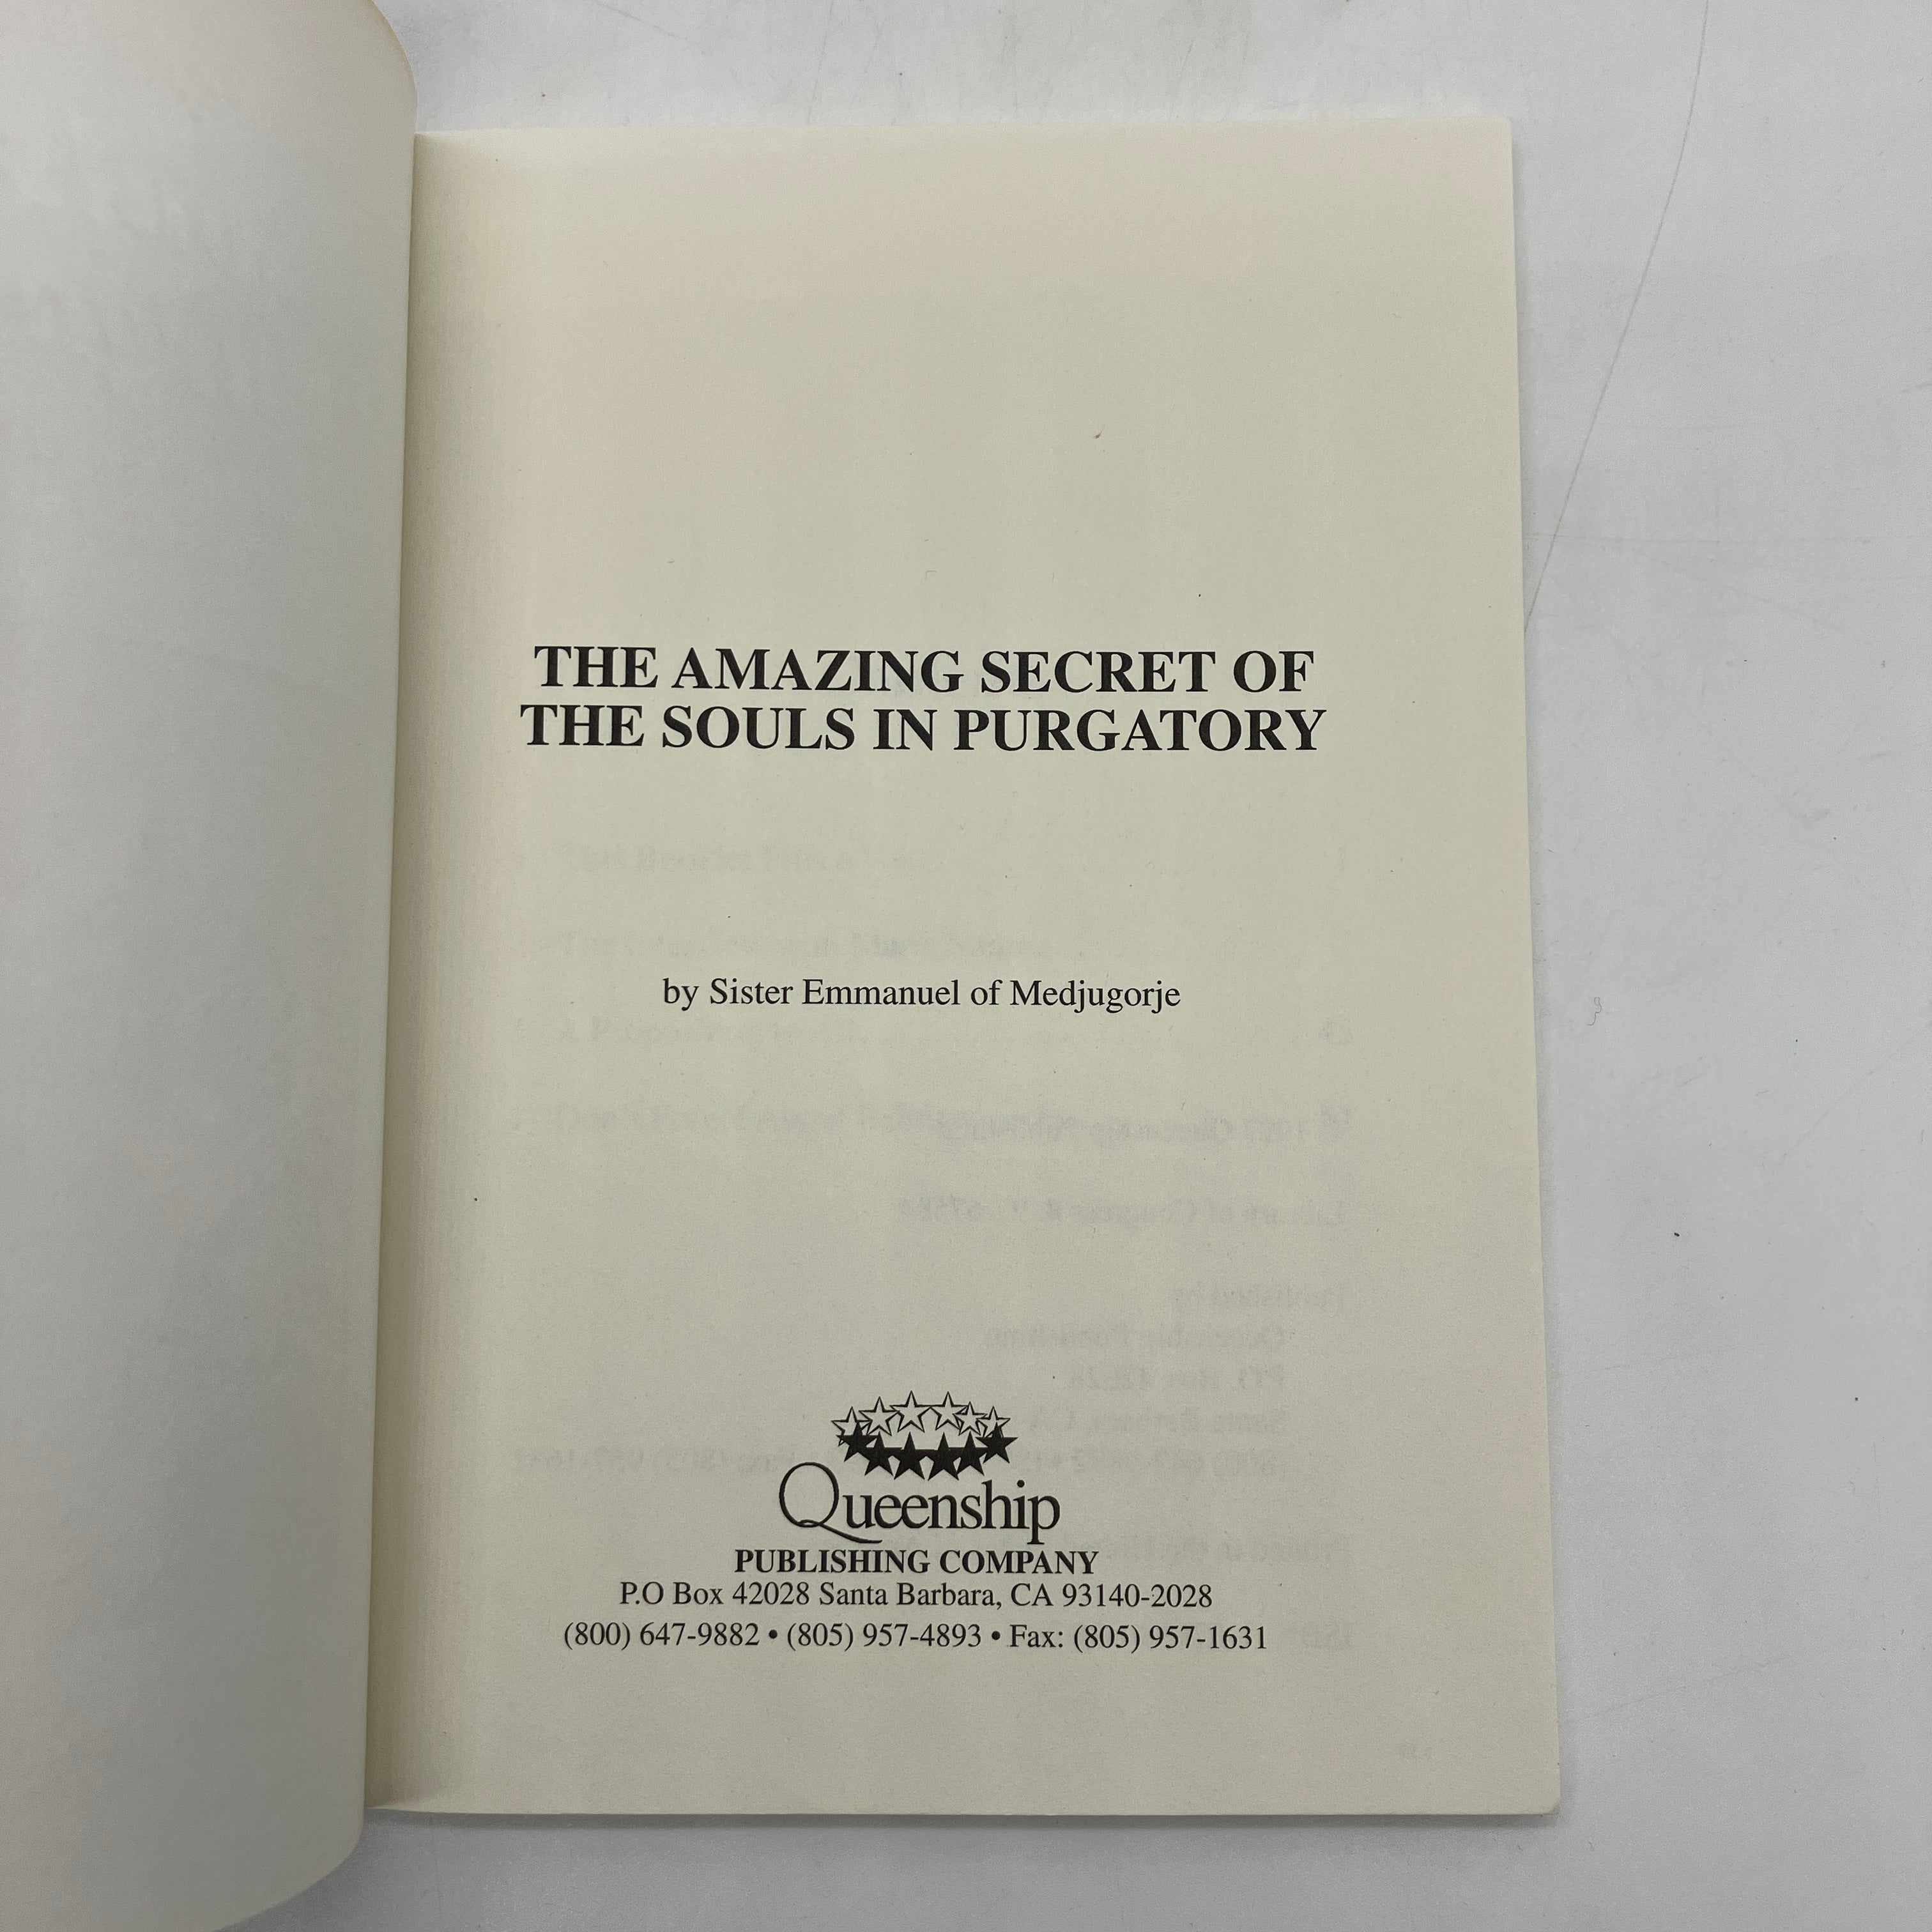 THE AMAZING SECRET OF
THE SOULS IN PURGATORY
by Sister Emmanuel of Medjugorje
Queenship
PUBLISHING COMPANY
P.O Box 42028 Santa Barbara, CA 93140-2028
(800) 647-9882 • (805) 957-4893 • Fax: (805) 957-1631